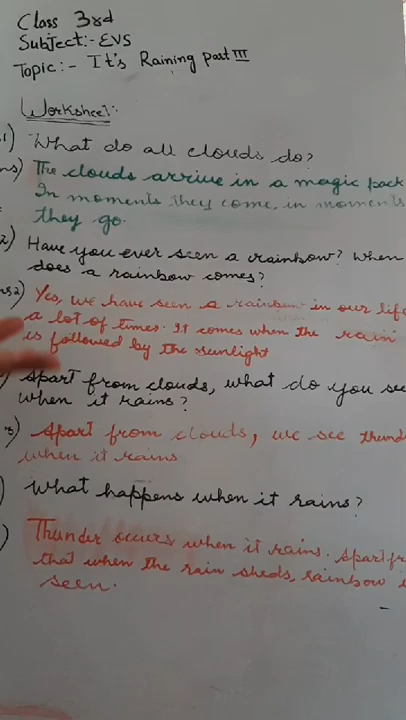 Class 3rd
Subject:- EVS
Topic:- It's Raining part III
Worksheet:-
1) What do all clouds do?
ns) The clouds arrive in a magic pack
In moments they come, in moments
they go.
2) Have you ever seen a rainbow? When
does a rainbow comes?
ns2) Yes, we have seen a rainbow in our life
a lot of times. It comes when the rain
is followed by the sunlight
) Apart from clouds, what do you see
when it rains?
) Apart from clouds, we see thund
when it rains
) What happens when it rains?
) Thunder occurs when it rains. Apart fr
that when the rain sheds, rainbow i
seen.